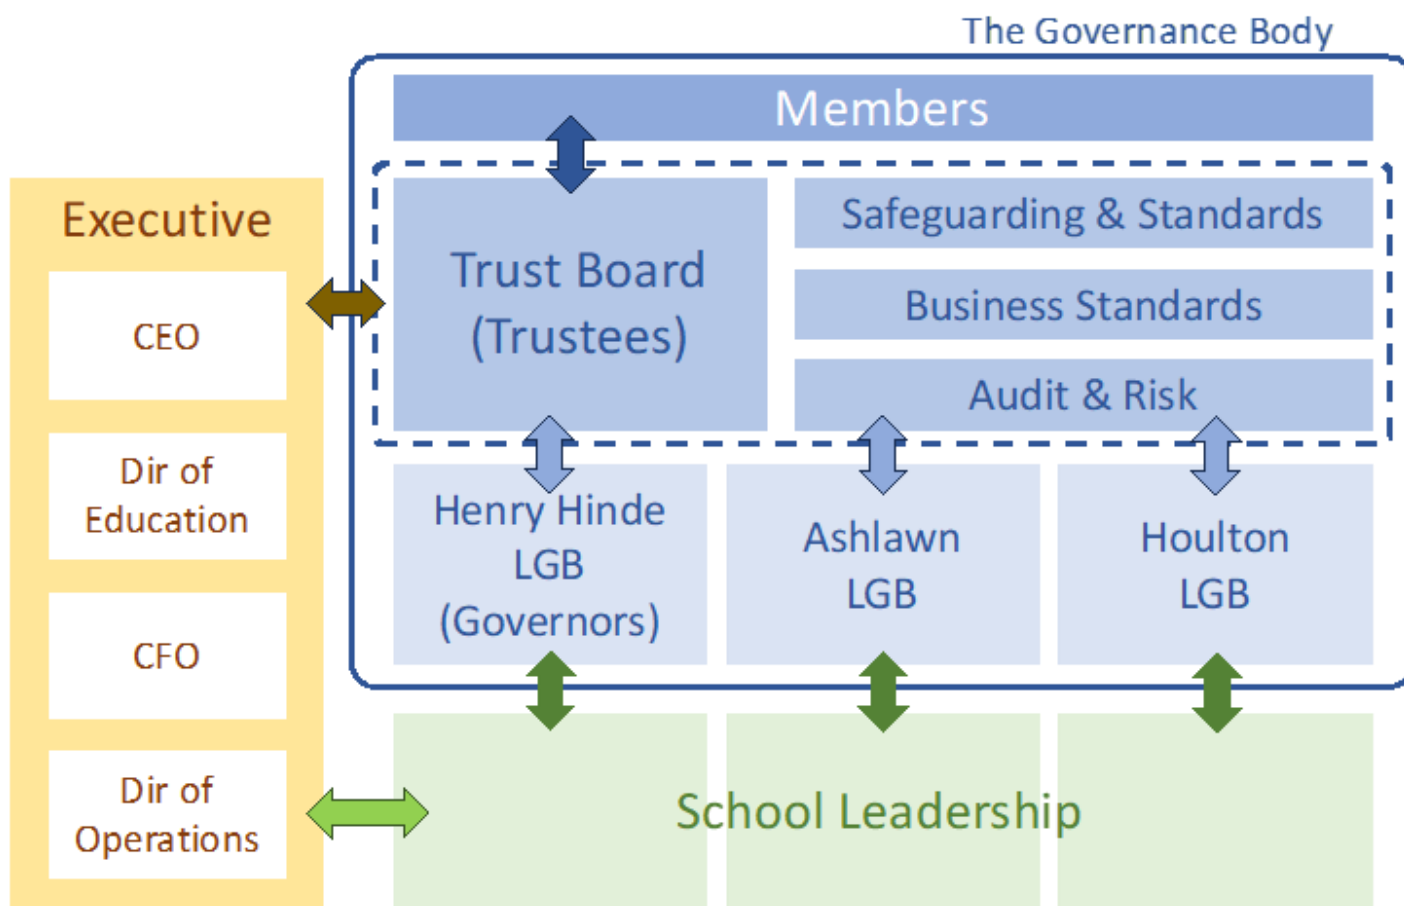 The Governance Body
Members
Executive
CEO
Dir of
Education
CFO
Dir of
Operations
Trust Board
(Trustees)
Safeguarding & Standards
Business Standards
Audit & Risk
Henry Hinde
LGB
(Governors)
Ashlawn
LGB
Houlton
LGB
School Leadership